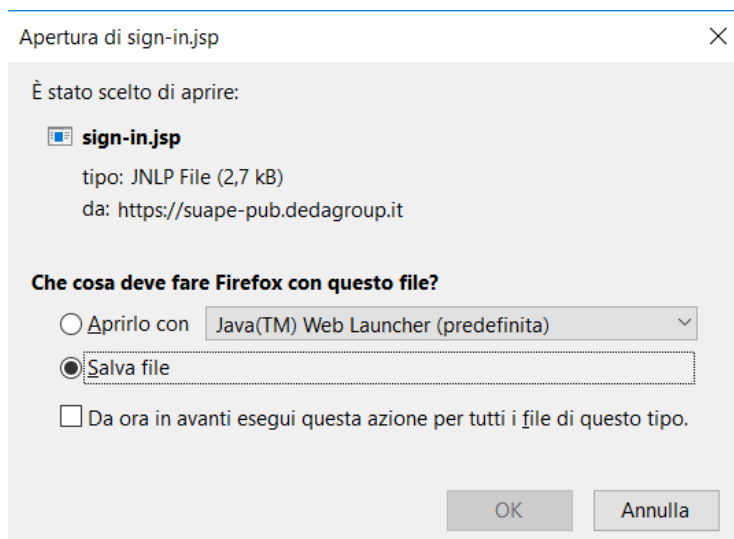 Apertura di sign-in.jsp
È stato scelto di aprire:
sign-in.jsp
tipo: JNLP File (2,7 kB)
da: https://suape-pub.dedagroup.it
Che cosa deve fare Firefox con questo file?
Aprirlo con Java(TM) Web Launcher (predefinita)
Salva file
Da ora in avanti esegui questa azione per tutti i file di questo tipo.
OK Annulla